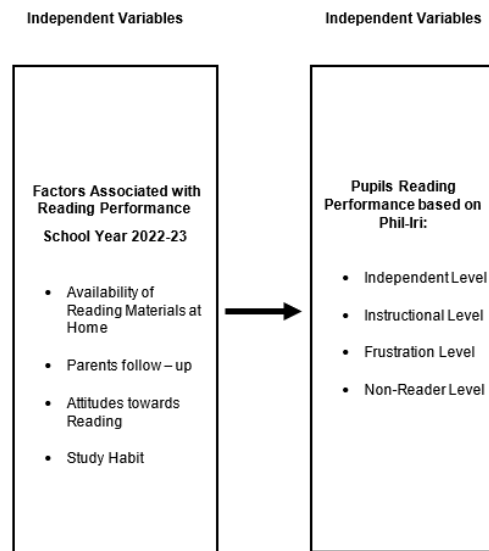 Independent Variables
Independent Variables
Factors Associated with
Reading Performance
School Year 2022-23
• Availability of
Reading Materials at
Home
• Parents follow – up
• Attitudes towards
Reading
• Study Habit
Pupils Reading
Performance based on
Phil-Iri:
• Independent Level
• Instructional Level
• Frustration Level
• Non-Reader Level